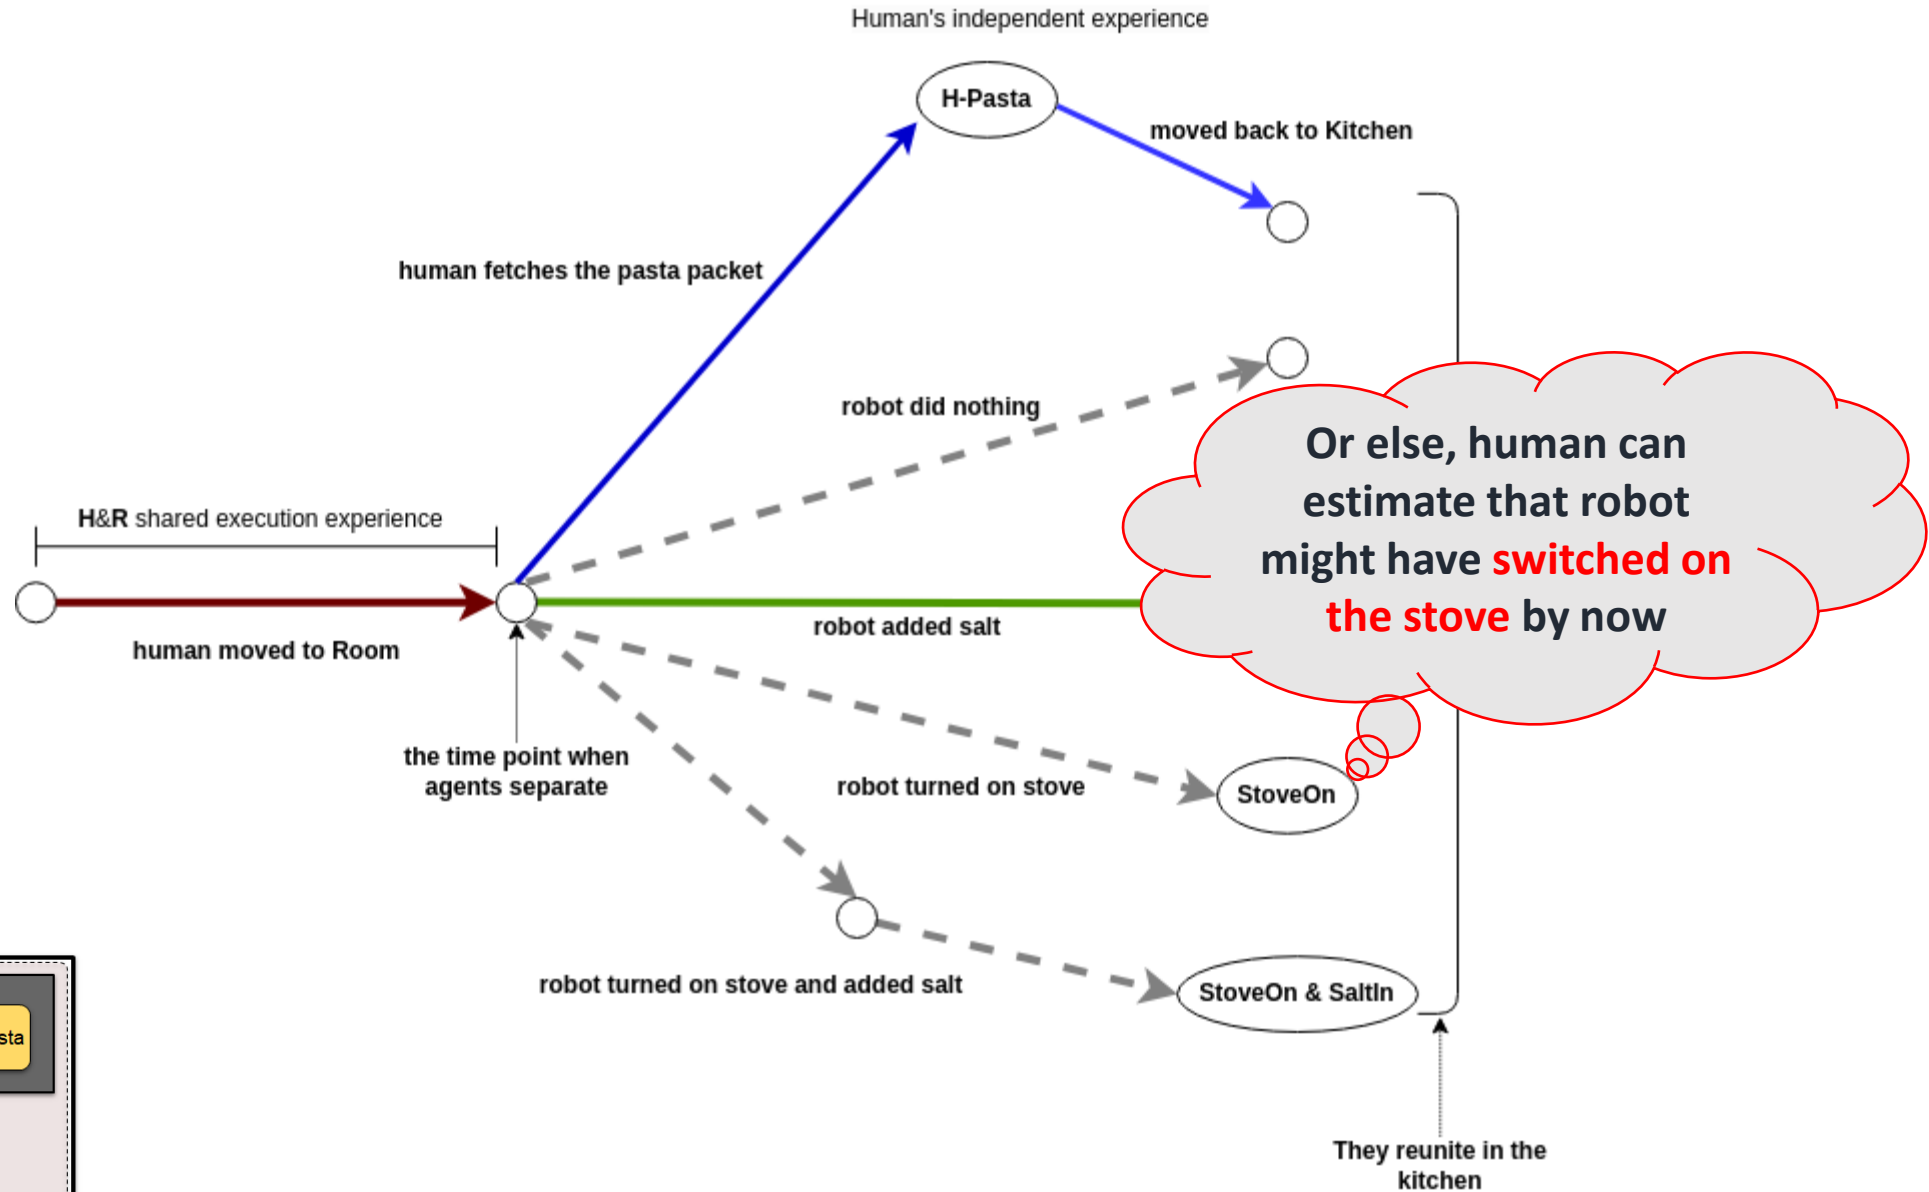 Human's independent experience
H-Pasta
moved back to Kitchen
human fetches the pasta packet
robot did nothing
Or else, human can
estimate that robot
might have switched on
the stove by now
H&R shared execution experience
robot added salt
human moved to Room
the time point when
agents separate
robot turned on stove
StoveOn
robot turned on stove and added salt
StoveOn & SaltIn
sta
They reunite in the
kitchen